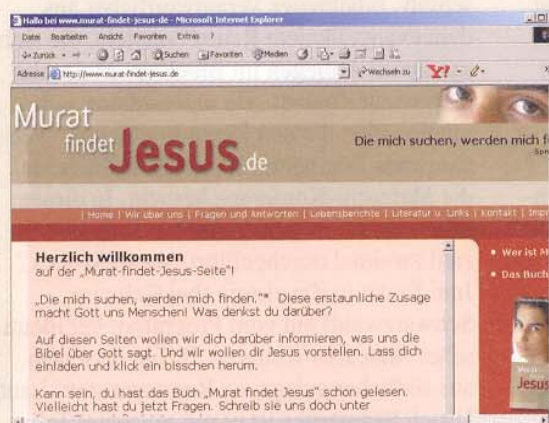 Hallo bei www.murat-findet-jesus-de - Microsoft Internet Explorer
Datei Bearbeiten Ansicht Favoriten Extras ?
Zurück Suchen Favoriten Medien
Adresse http://www.murat-findet-jesus.de Wechseln zu Y!
Murat
findet Jesus.de
Die mich suchen, werden mich
| Home | Wir über uns | Fragen und Antworten | Lebensberichte | Literatur u. Links | Kontakt |
Herzlich willkommen
auf der „Murat-findet-Jesus-Seite"!
„Die mich suchen, werden mich finden."* Diese erstaunliche Zusage
macht Gott uns Menschen! Was denkst du darüber?
Auf diesen Seiten wollen wir dich darüber informieren, was uns die
Bibel über Gott sagt. Und wir wollen dir Jesus vorstellen. Lass dich
einladen und klick ein bisschen herum.
Kann sein, du hast das Buch „Murat findet Jesus" schon gelesen.
Vielleicht hast du jetzt Fragen. Schreib sie uns doch unter
• Wer ist M
• Das Buch
Murat
Jesus